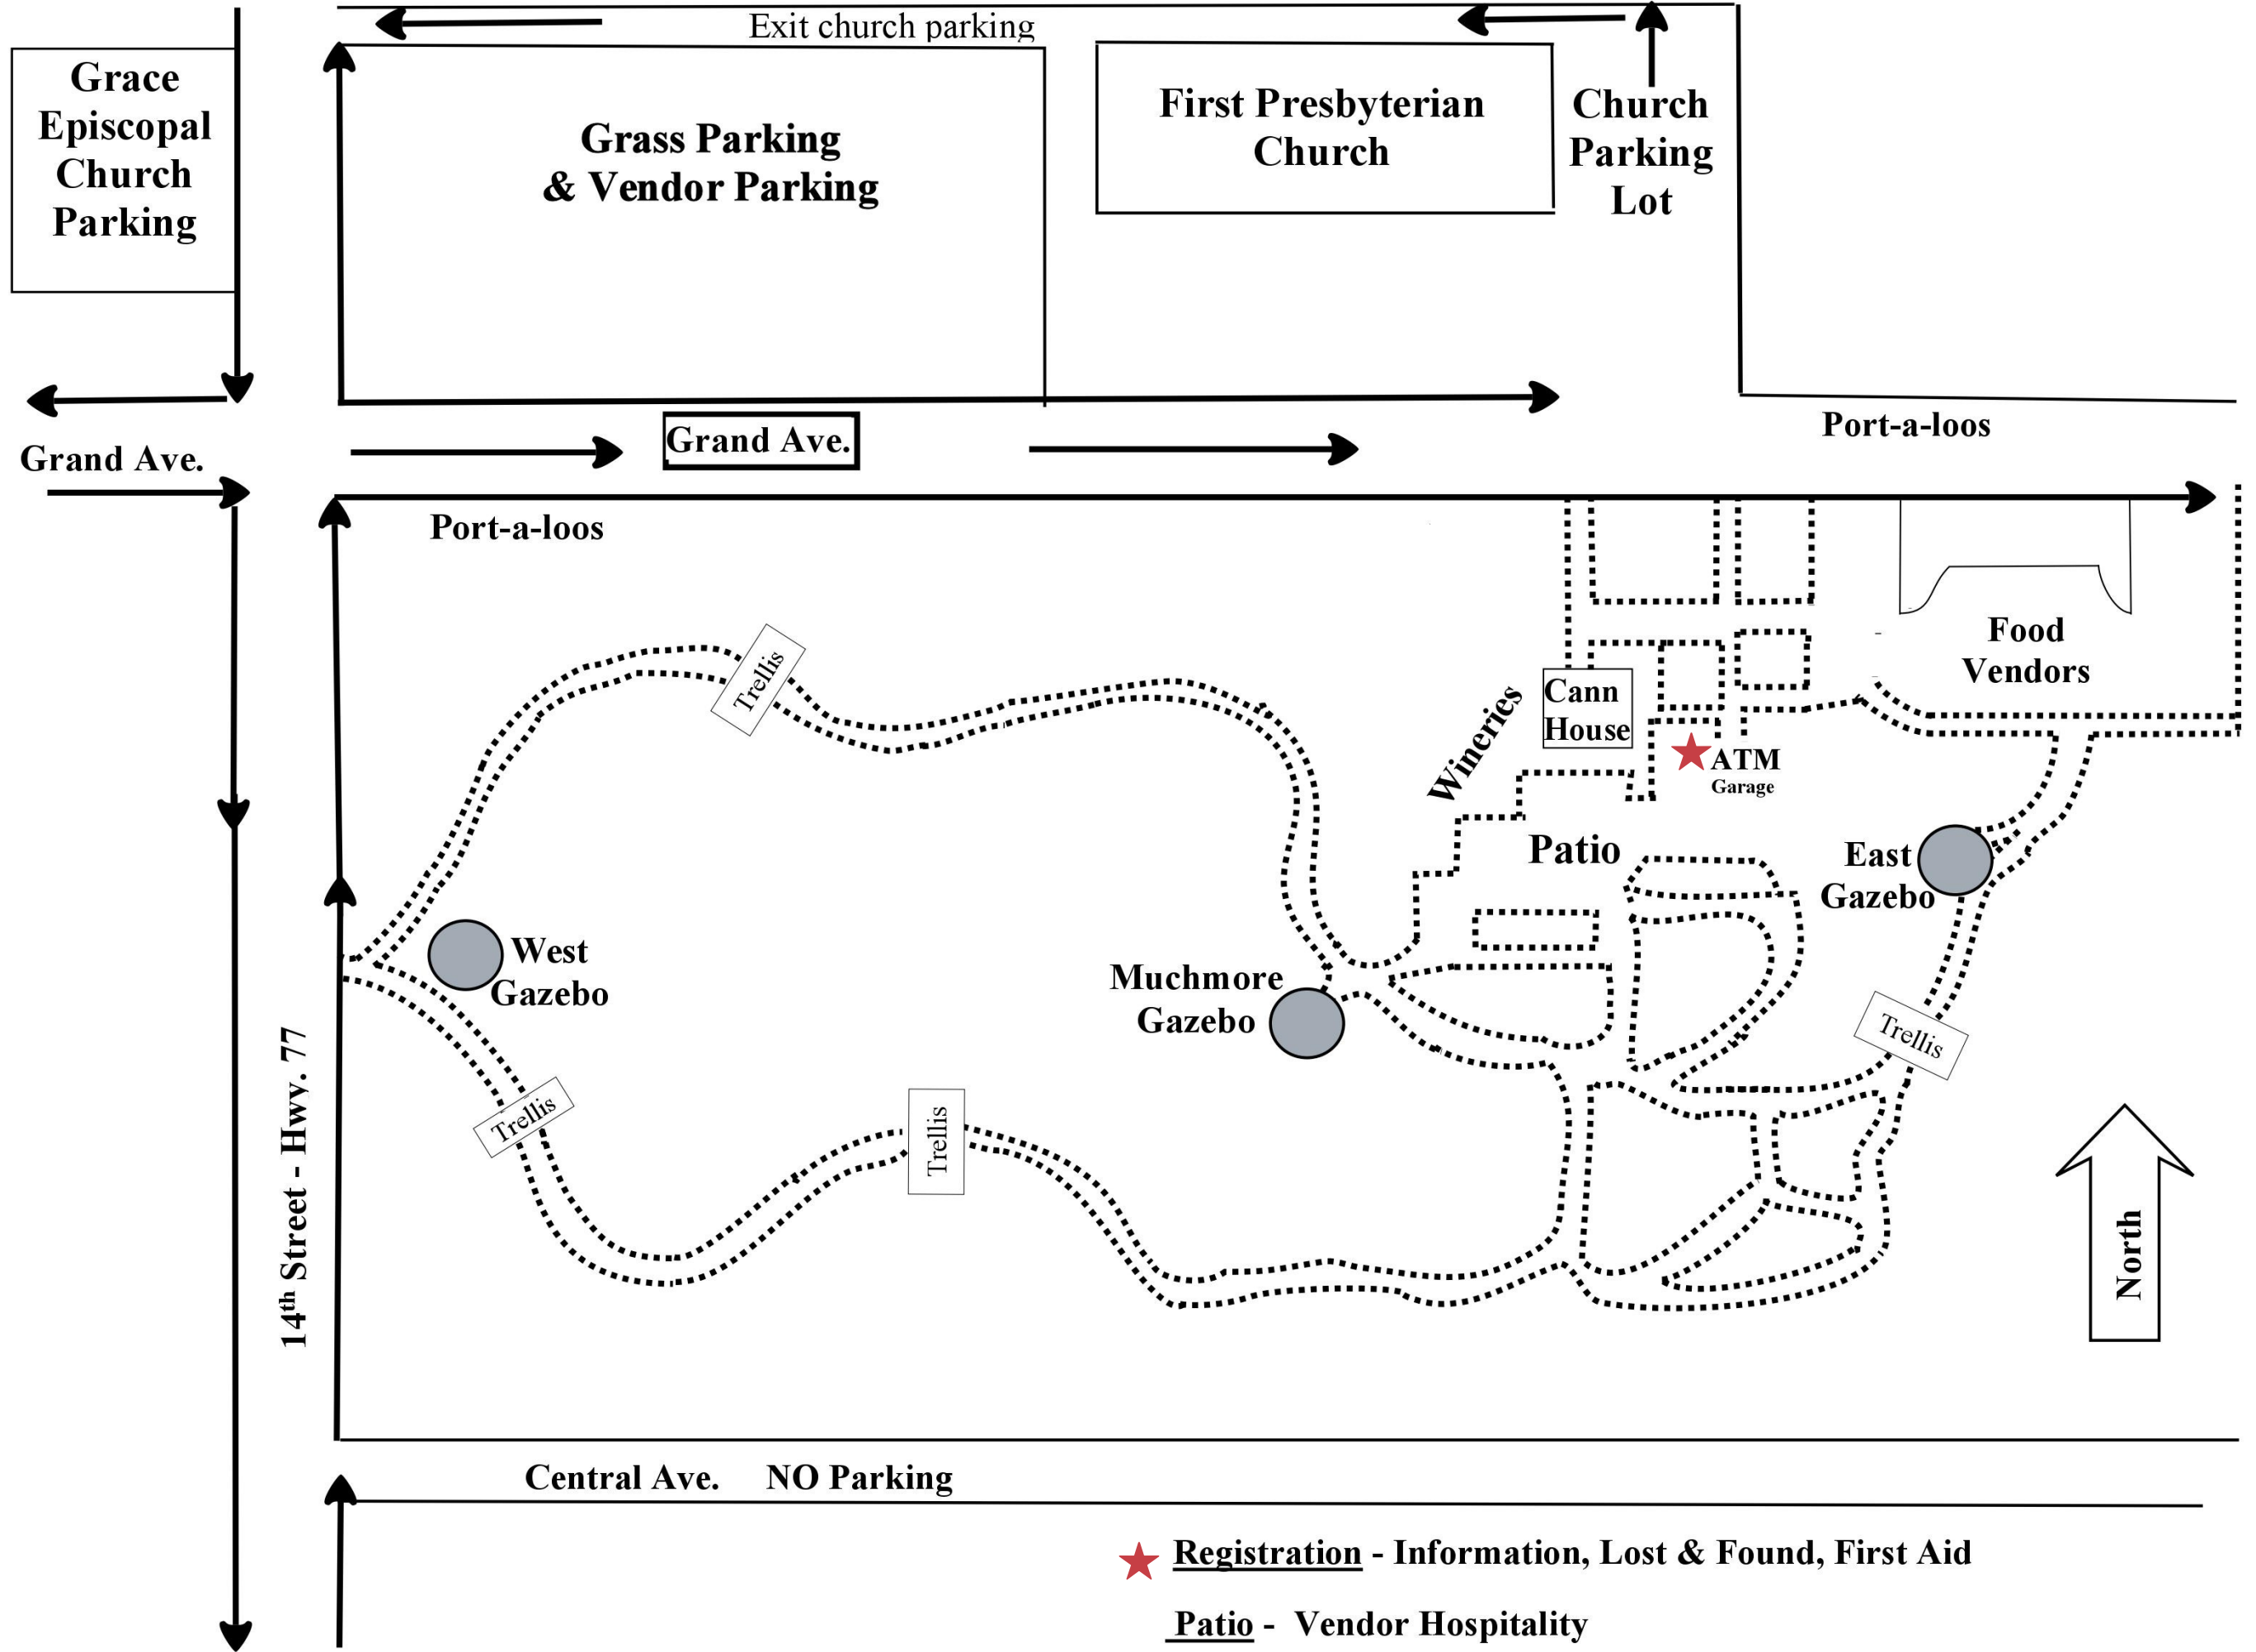 Exit church parking
Grace
Episcopal
Church
Parking
Grass Parking
& Vendor Parking
First Presbyterian
Church
Church
Parking
Lot
Grand Ave.
Grand Ave.
Port-a-loos
Port-a-loos
Food
Vendors
Trellis
Wineries
Cann
House
ATM
Garage
Patio
East
Gazebo
West
Gazebo
Muchmore
Gazebo
Trellis
Trellis
Trellis
14th Street - Hwy. 77
North
Central Ave. NO Parking
Registration - Information, Lost & Found, First Aid
Patio - Vendor Hospitality